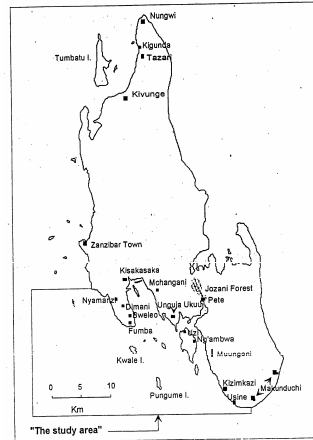 Nungwi
Kigunda
Tumbatu I.
Tazari
Kivunge
Zanzibar Town
Kisakasaka
Mchangani
Jozani Forest
Nyamanzi
Unguja Ukuu
Pete
Dimani
Bweleo
Uzi
Fumba
Ng'ambwa
Muungoni
Kwale I.
Kizimkazi
Makunduchi
0 5 10
Pungume I.
Usine
Km
"The study area"